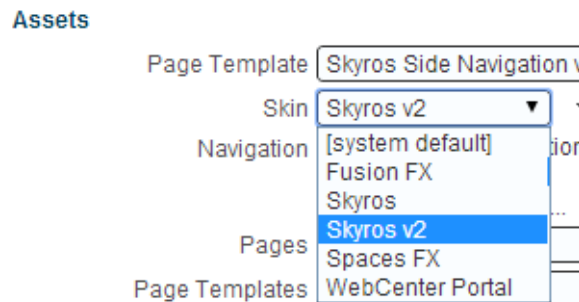 Assets
Page Template Skyros Side Navigation v
Skin Skyros v2
Navigation [system default] tion
Fusion FX
Skyros ...
Skyros v2
Pages
Spaces FX
Page Templates WebCenter Portal